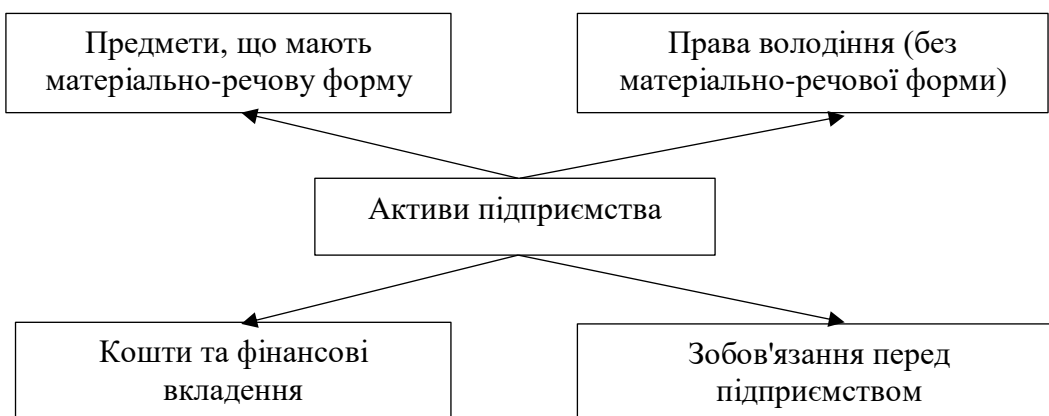 Предмети, що мають
матеріально-речову форму
Права володіння (без
матеріально-речової форми)
Активи підприємства
Кошти та фінансові
вкладення
Зобов'язання перед
підприємством